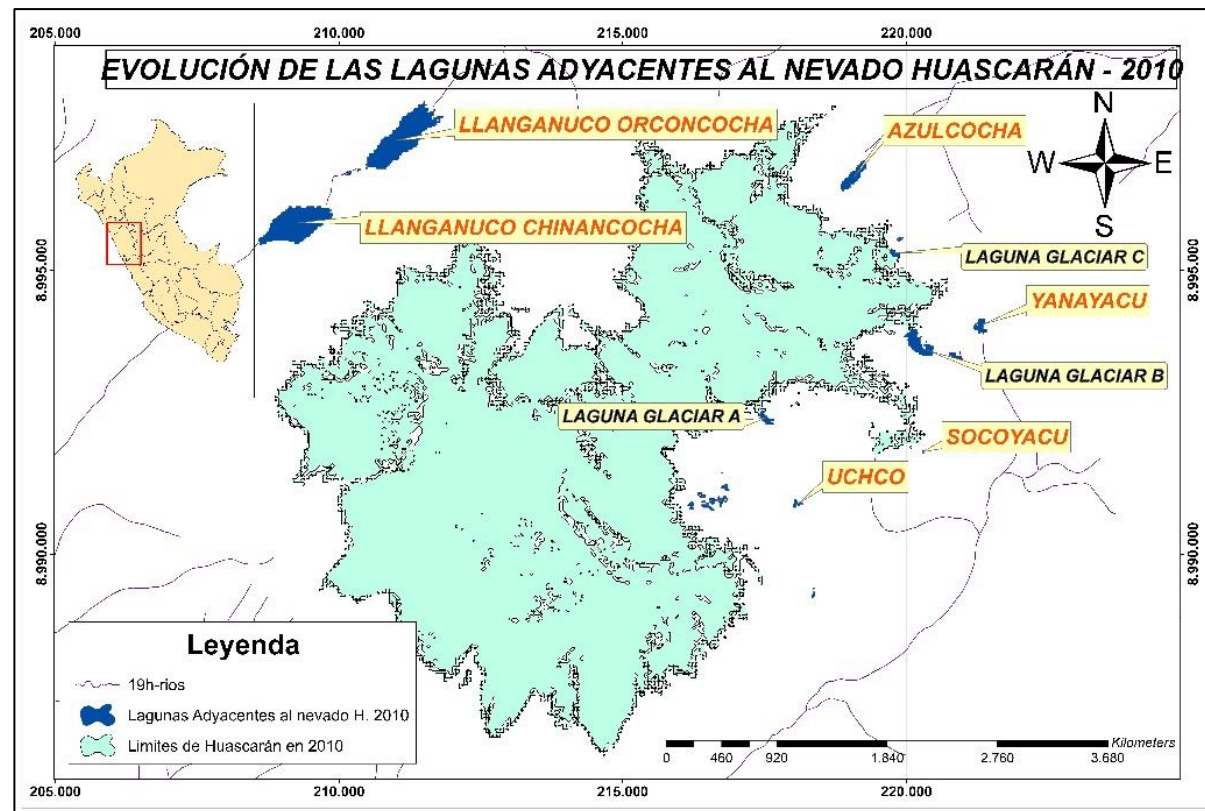 205.000 210.000 215.000 220.000
EVOLUCIÓN DE LAS LAGUNAS ADYACENTES AL NEVADO HUASCARÁN - 2010
N
LLANGANUCO ORCONCOCHA
AZULCOCHA
W E
S
LLANGANUCO CHINANCOCHA
8.995.000
LAGUNA GLACIAR C
8.995.000
YANAYACU
LAGUNA GLACIAR B
LAGUNA GLACIAR A
SOCOYACU
UCHCO
8.990.000
8.990.000
Leyenda
19h-rios
Lagunas Adyacentes al nevado H. 2010
Limites de Huascarán en 2010
Kilometers
0 460 920 1.840 2.760 3.680
205.000 210.000 215.000 220.000